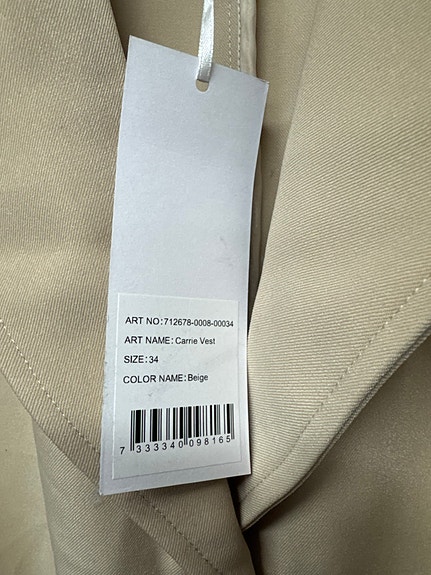 ART NO:712678-0008-00034
ART NAME:Carrie Vest
SIZE:34
COLOR NAME:Beige
7 333340 098165